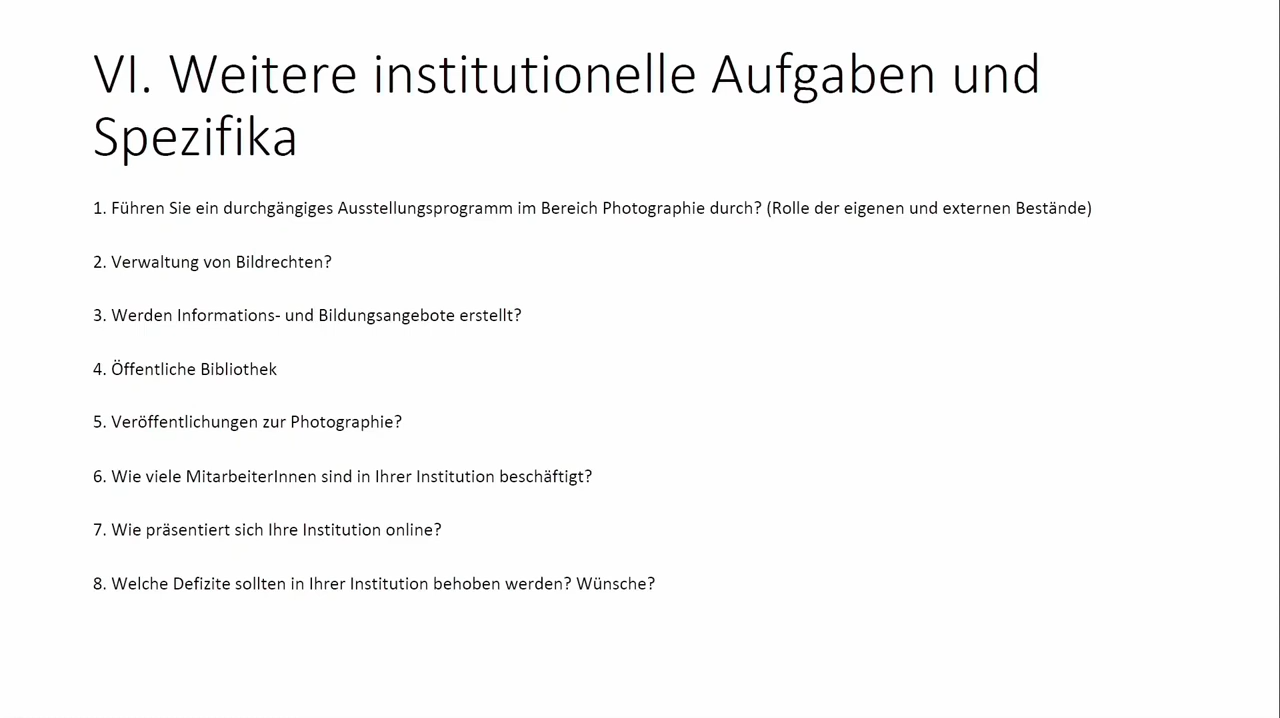 VI. Weitere institutionelle Aufgaben und
Spezifika
1. Führen Sie ein durchgängiges Ausstellungsprogramm im Bereich Photographie durch? (Rolle der eigenen und externen Bestände)
2. Verwaltung von Bildrechten?
3. Werden Informations- und Bildungsangebote erstellt?
4. Öffentliche Bibliothek
5. Veröffentlichungen zur Photographie?
6. Wie viele MitarbeiterInnen sind in Ihrer Institution beschäftigt?
7. Wie präsentiert sich Ihre Institution online?
8. Welche Defizite sollten in Ihrer Institution behoben werden? Wünsche?